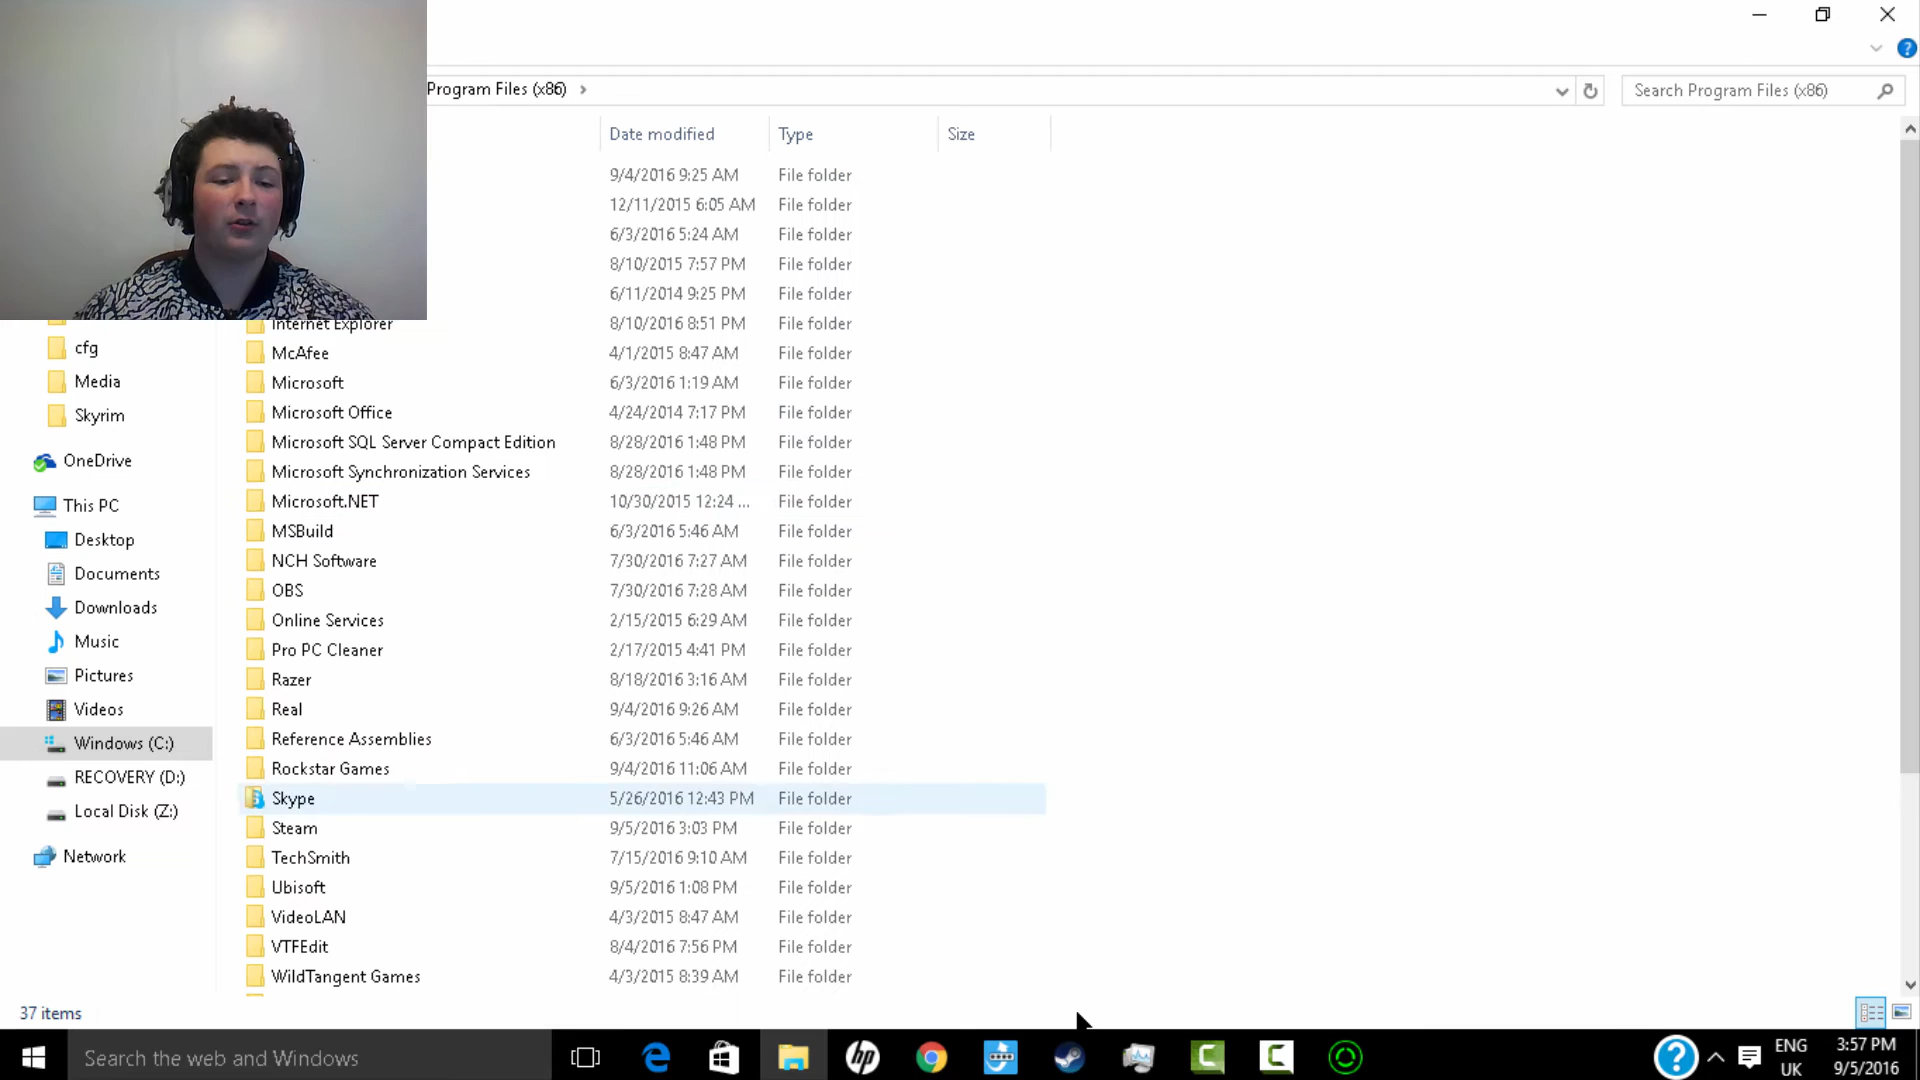 Program Files (x86)
Search Program Files (x86)
Date modified Type Size
9/4/2016 9:25 AM File folder
12/11/2015 6:05 AM File folder
6/3/2016 5:24 AM File folder
8/10/2015 7:57 PM File folder
6/11/2014 9:25 PM File folder
Internet Explorer 8/10/2016 8:51 PM File folder
McAfee 4/1/2015 8:47 AM File folder
Microsoft 6/3/2016 1:19 AM File folder
Microsoft Office 4/24/2014 7:17 PM File folder
Microsoft SQL Server Compact Edition 8/28/2016 1:48 PM File folder
Microsoft Synchronization Services 8/28/2016 1:48 PM File folder
Microsoft.NET 10/30/2015 12:24 ... File folder
MSBuild 6/3/2016 5:46 AM File folder
NCH Software 7/30/2016 7:27 AM File folder
OBS 7/30/2016 7:28 AM File folder
Online Services 2/15/2015 6:29 AM File folder
Pro PC Cleaner 2/17/2015 4:41 PM File folder
Razer 8/18/2016 3:16 AM File folder
Real 9/4/2016 9:26 AM File folder
Reference Assemblies 6/3/2016 5:46 AM File folder
Rockstar Games 9/4/2016 11:06 AM File folder
Skype 5/26/2016 12:43 PM File folder
Steam 9/5/2016 3:03 PM File folder
TechSmith 7/15/2016 9:10 AM File folder
Ubisoft 9/5/2016 1:08 PM File folder
VideoLAN 4/3/2015 8:47 AM File folder
VTFEdit 8/4/2016 7:56 PM File folder
WildTangent Games 4/3/2015 8:39 AM File folder
cfg
Media
Skyrim
OneDrive
This PC
Desktop
Documents
Downloads
Music
Pictures
Videos
Windows (C:)
RECOVERY (D:)
Local Disk (Z:)
Network
37 items
Search the web and Windows
ENG
UK
3:57 PM
9/5/2016